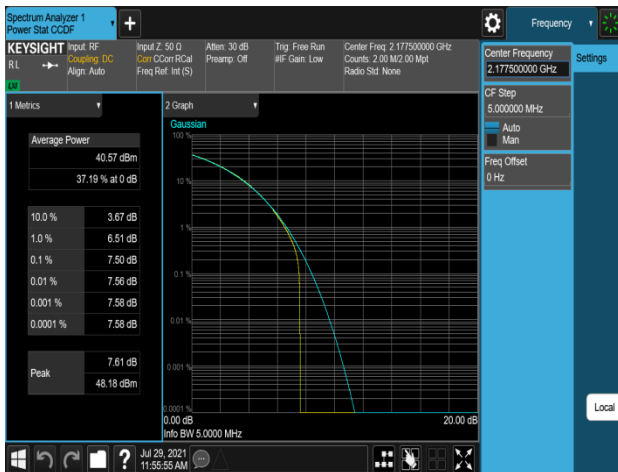 Spectrum Analyzer 1
Power Stat CCDF
Frequency
KEYSIGHT
RL
Input: RF
Coupling: DC
Align: Auto
Input Z: 50 Ω
Corr CCorr RCal
Freq Ref: Int (S)
Atten: 30 dB
Preamp: Off
Trig: Free Run
#IF Gain: Low
Center Freq: 2.177500000 GHz
Counts: 2.00 M/2.00 Mpt
Radio Std: None
LXI
1 Metrics
Average Power
40.57 dBm
37.19 % at 0 dB
10.0 % 3.67 dB
1.0 % 6.51 dB
0.1 % 7.50 dB
0.01 % 7.56 dB
0.001 % 7.58 dB
0.0001 % 7.58 dB
Peak
7.61 dB
48.18 dBm
2 Graph
Gaussian
100 %
10 %
1 %
0.1 %
0.01 %
0.001 %
0.0001 %
0.00 dB 20.00 dB
Info BW 5.0000 MHz
Center Frequency
2.177500000 GHz
CF Step
5.000000 MHz
Auto
Man
Freq Offset
0 Hz
Settings
Local
?
Jul 29, 2021
11:55:55 AM